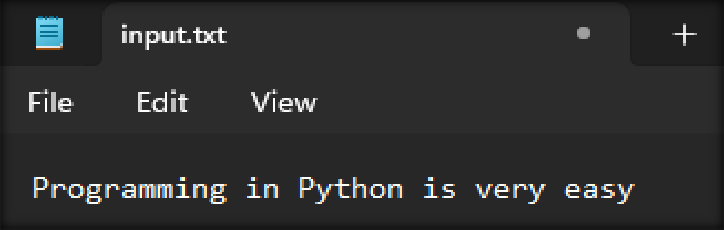 input.txt
File Edit View
Programming in Python is very easy